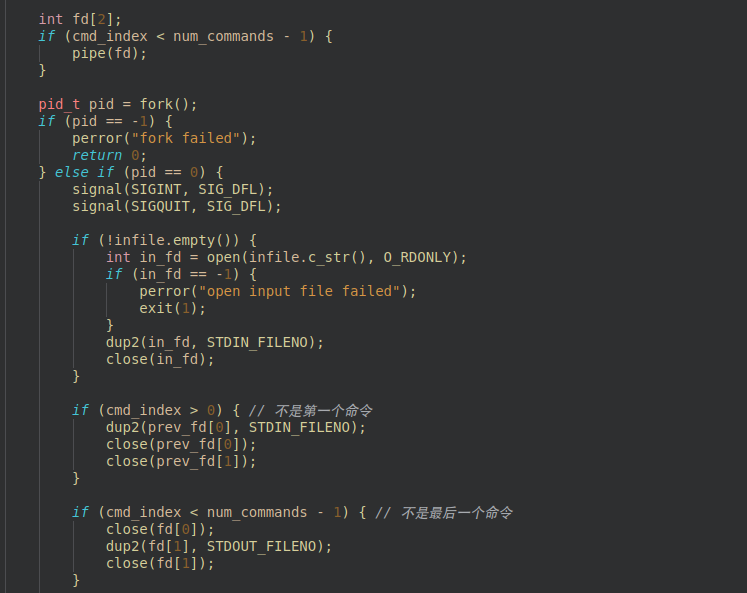 int fd[2];
if (cmd_index < num_commands - 1) {
pipe(fd);
}
pid_t pid = fork();
if (pid == -1) {
perror("fork failed");
return 0;
} else if (pid == 0) {
signal(SIGINT, SIG_DFL);
signal(SIGQUIT, SIG_DFL);
if (!infile.empty()) {
int in_fd = open(infile.c_str(), O_RDONLY);
if (in_fd == -1) {
perror("open input file failed");
exit(1);
}
dup2(in_fd, STDIN_FILENO);
close(in_fd);
}
if (cmd_index > 0) { // 不是第一个命令
dup2(prev_fd[0], STDIN_FILENO);
close(prev_fd[0]);
close(prev_fd[1]);
}
if (cmd_index < num_commands - 1) { // 不是最后一个命令
close(fd[0]);
dup2(fd[1], STDOUT_FILENO);
close(fd[1]);
}